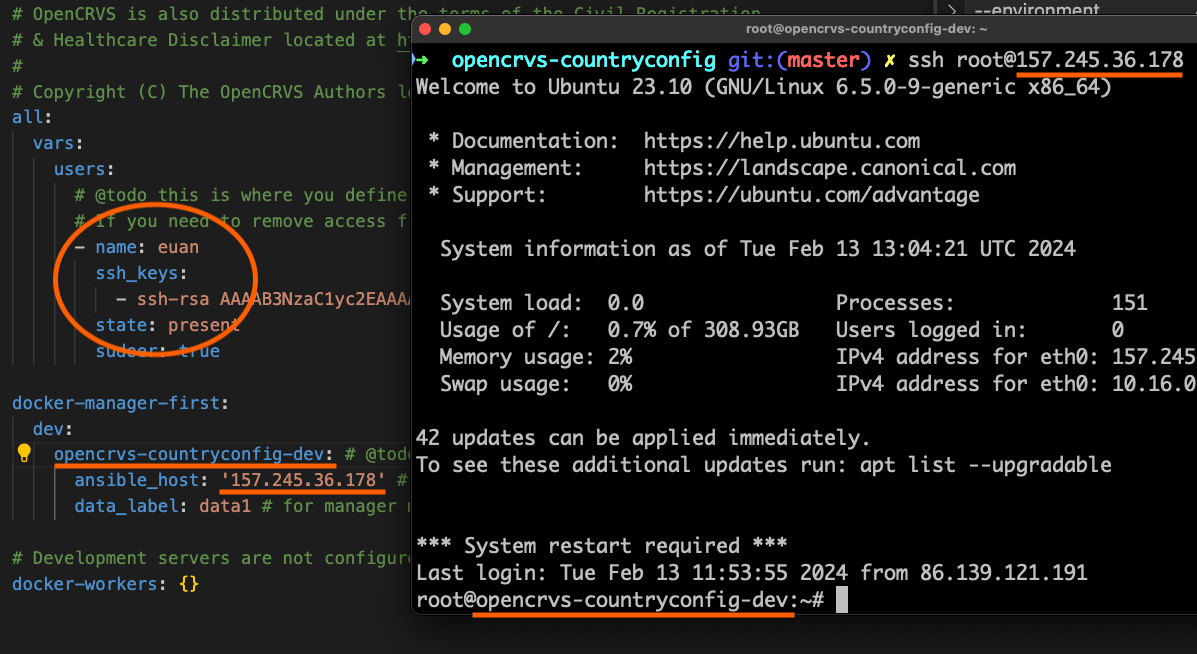 # OpenCRVS is also distributed under the terms of the Civil Registration
# & Healthcare Disclaimer located at
#
# Copyright (C) The OpenCRVS Authors
all:
vars:
users:
# @todo this is where you define
# If you need to remove access
- name: euan
ssh_keys:
- ssh-rsa AAAAB3NzaC1yc2EAAAA
state: present
sudoer: true
docker-manager-first:
dev:
opencrvs-countryconfig-dev: # @todo
ansible_host: '157.245.36.178' #
data_label: data1 # for manager
# Development servers are not configure
docker-workers: {}
> --environment
root@opencrvs-countryconfig-dev: ~
→ opencrvs-countryconfig git:(master) ✗ ssh root@157.245.36.178
Welcome to Ubuntu 23.10 (GNU/Linux 6.5.0-9-generic x86_64)
* Documentation: https://help.ubuntu.com
* Management: https://landscape.canonical.com
* Support: https://ubuntu.com/advantage
System information as of Tue Feb 13 13:04:21 UTC 2024
System load: 0.0 Processes: 151
Usage of /: 0.7% of 308.93GB Users logged in: 0
Memory usage: 2% IPv4 address for eth0: 157.245
Swap usage: 0% IPv4 address for eth0: 10.16.0
42 updates can be applied immediately.
To see these additional updates run: apt list --upgradable
*** System restart required ***
Last login: Tue Feb 13 11:53:55 2024 from 86.139.121.191
root@opencrvs-countryconfig-dev:~#